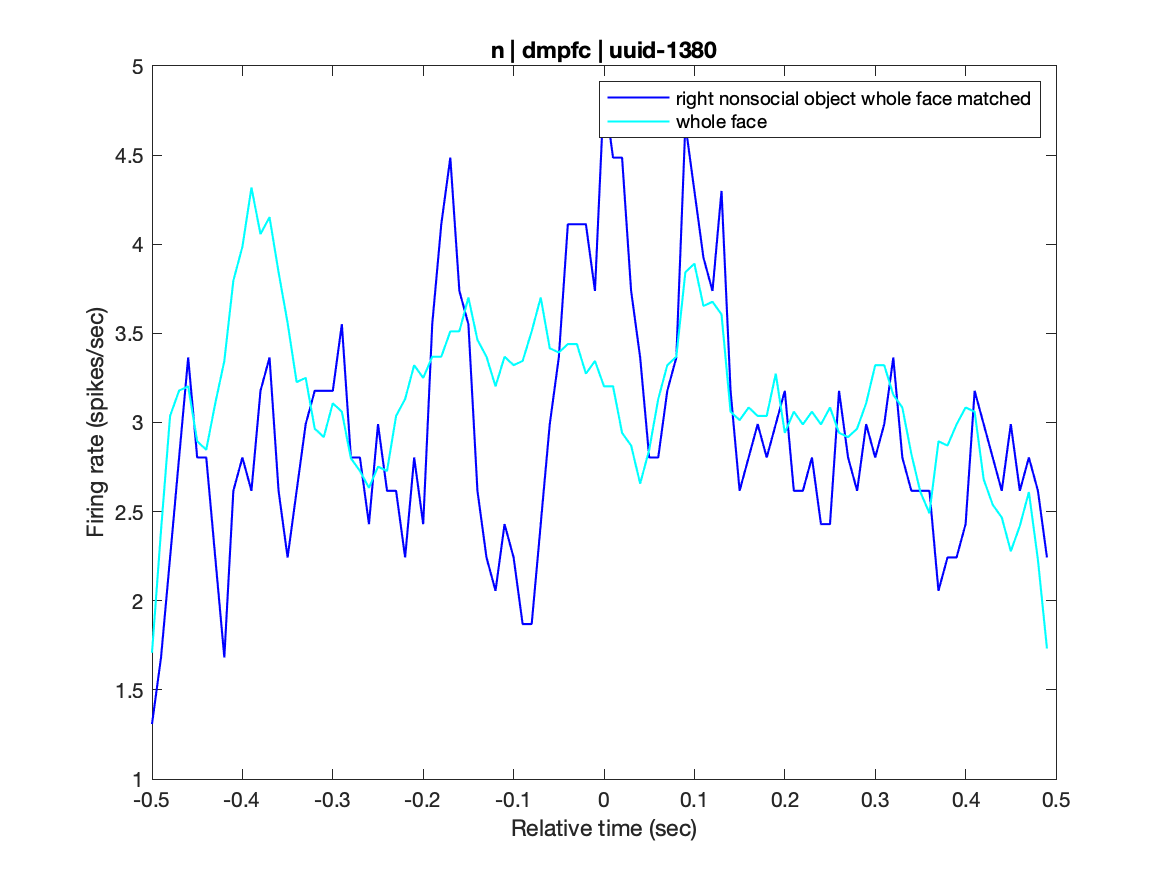 n | dmpfc | uuid-1380
right nonsocial object whole face matched
whole face
5
4.5
4
3.5
3
2.5
2
1.5
1
Firing rate (spikes/sec)
-0.5 -0.4 -0.3 -0.2 -0.1 0 0.1 0.2 0.3 0.4 0.5
Relative time (sec)